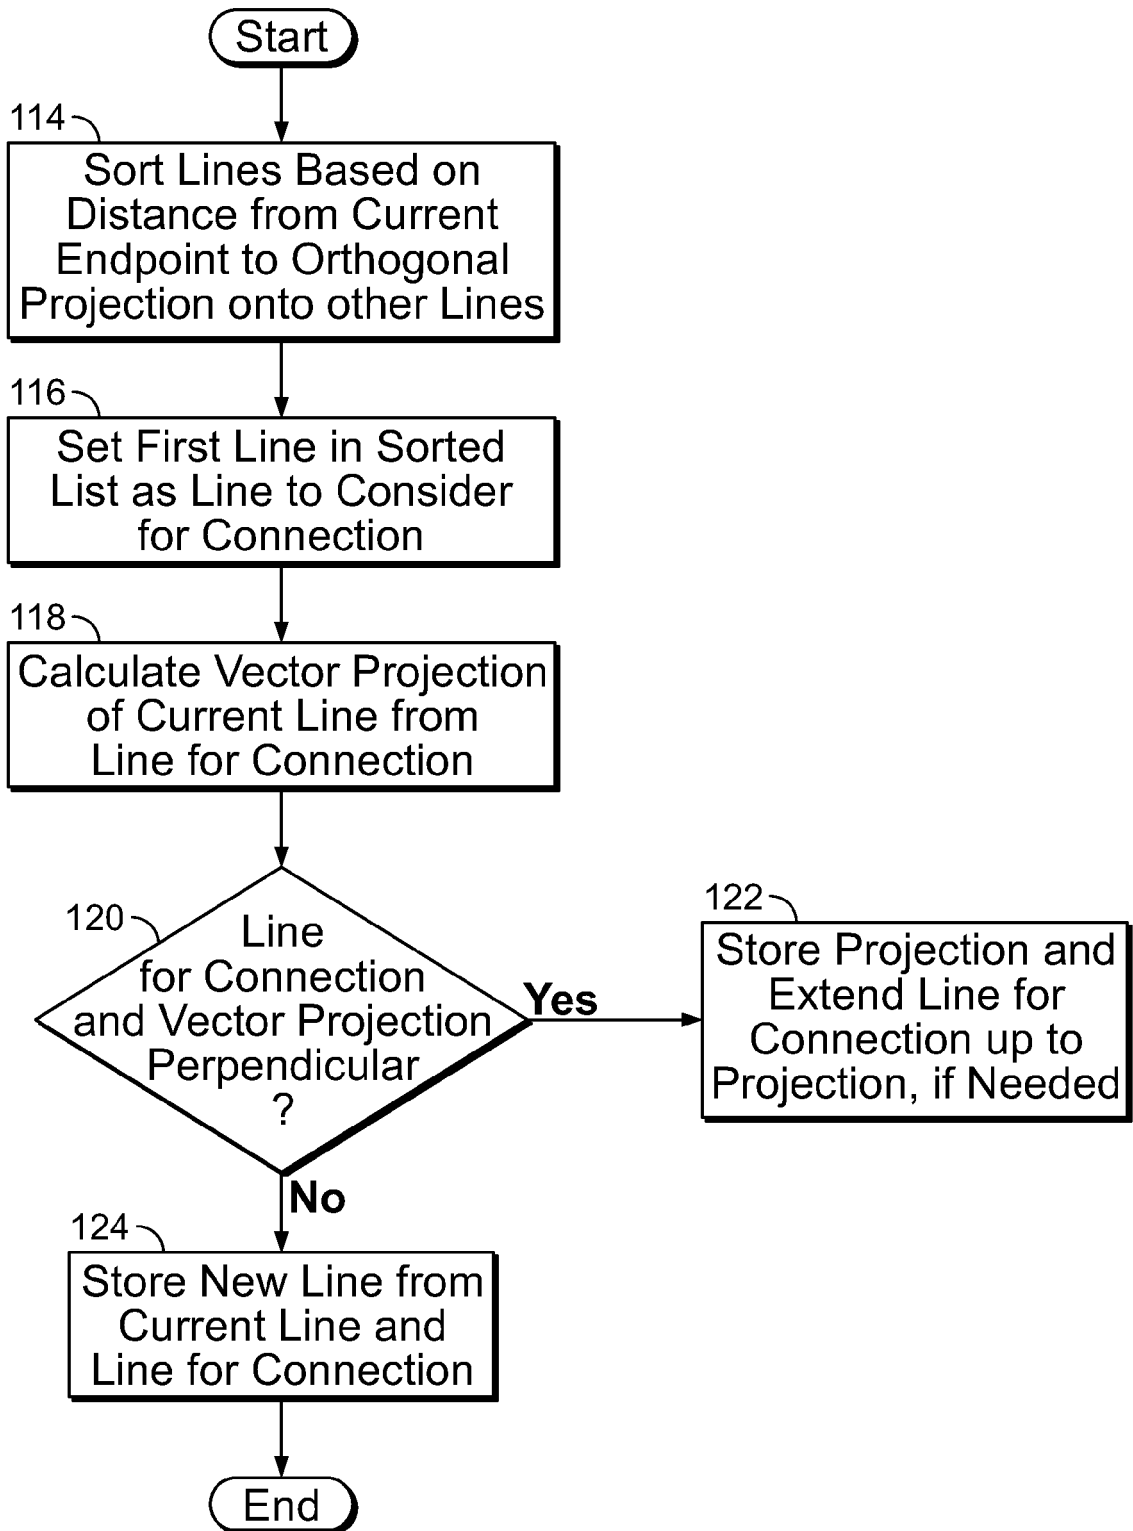 Start
114
Sort Lines Based on
Distance from Current
Endpoint to Orthogonal
Projection onto other Lines
116
Set First Line in Sorted
List as Line to Consider
for Connection
118
Calculate Vector Projection
of Current Line from
Line for Connection
120
Line
for Connection
and Vector Projection
Perpendicular
?
Yes
122
Store Projection and
Extend Line for
Connection up to
Projection, if Needed
No
124
Store New Line from
Current Line and
Line for Connection
End